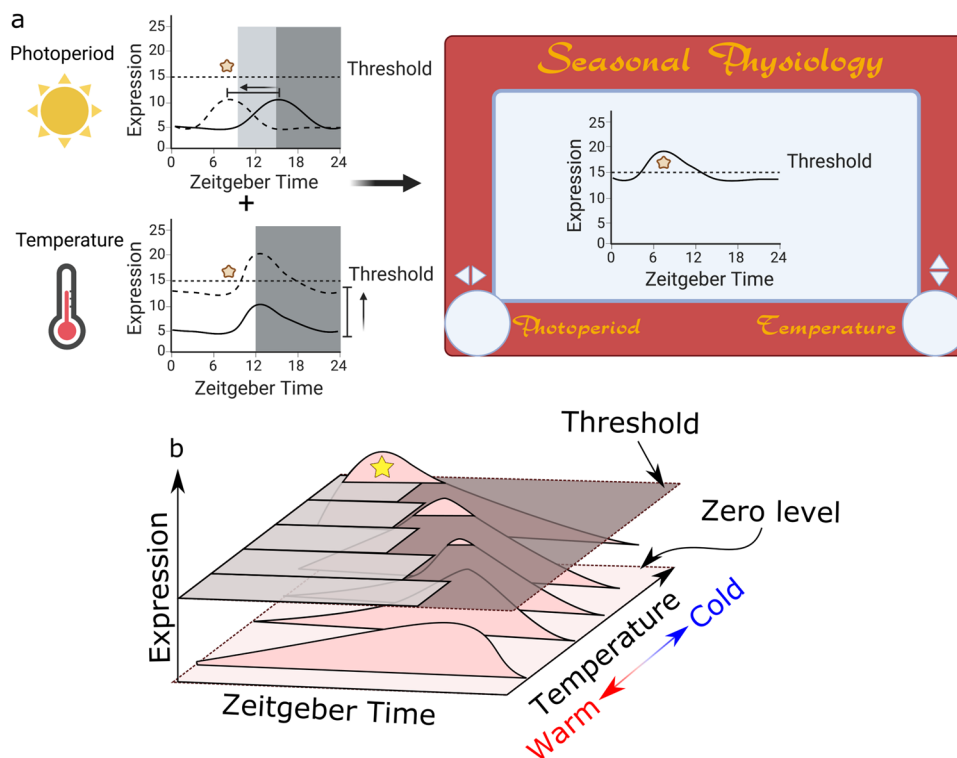 a
Photoperiod
Expression
25
20
15
10
5
0
Threshold
0 6 12 18 24
Zeitgeber Time
+
Temperature
Expression
25
20
15
10
5
0
Threshold
0 6 12 18 24
Zeitgeber Time
Seasonal Physiology
Expression
25
20
15
10
5
0
Threshold
0 6 12 18 24
Zeitgeber Time
Photoperiod
Temperature
b
Threshold
Zero level
Expression
Zeitgeber Time
Temperature
Cold
Warm